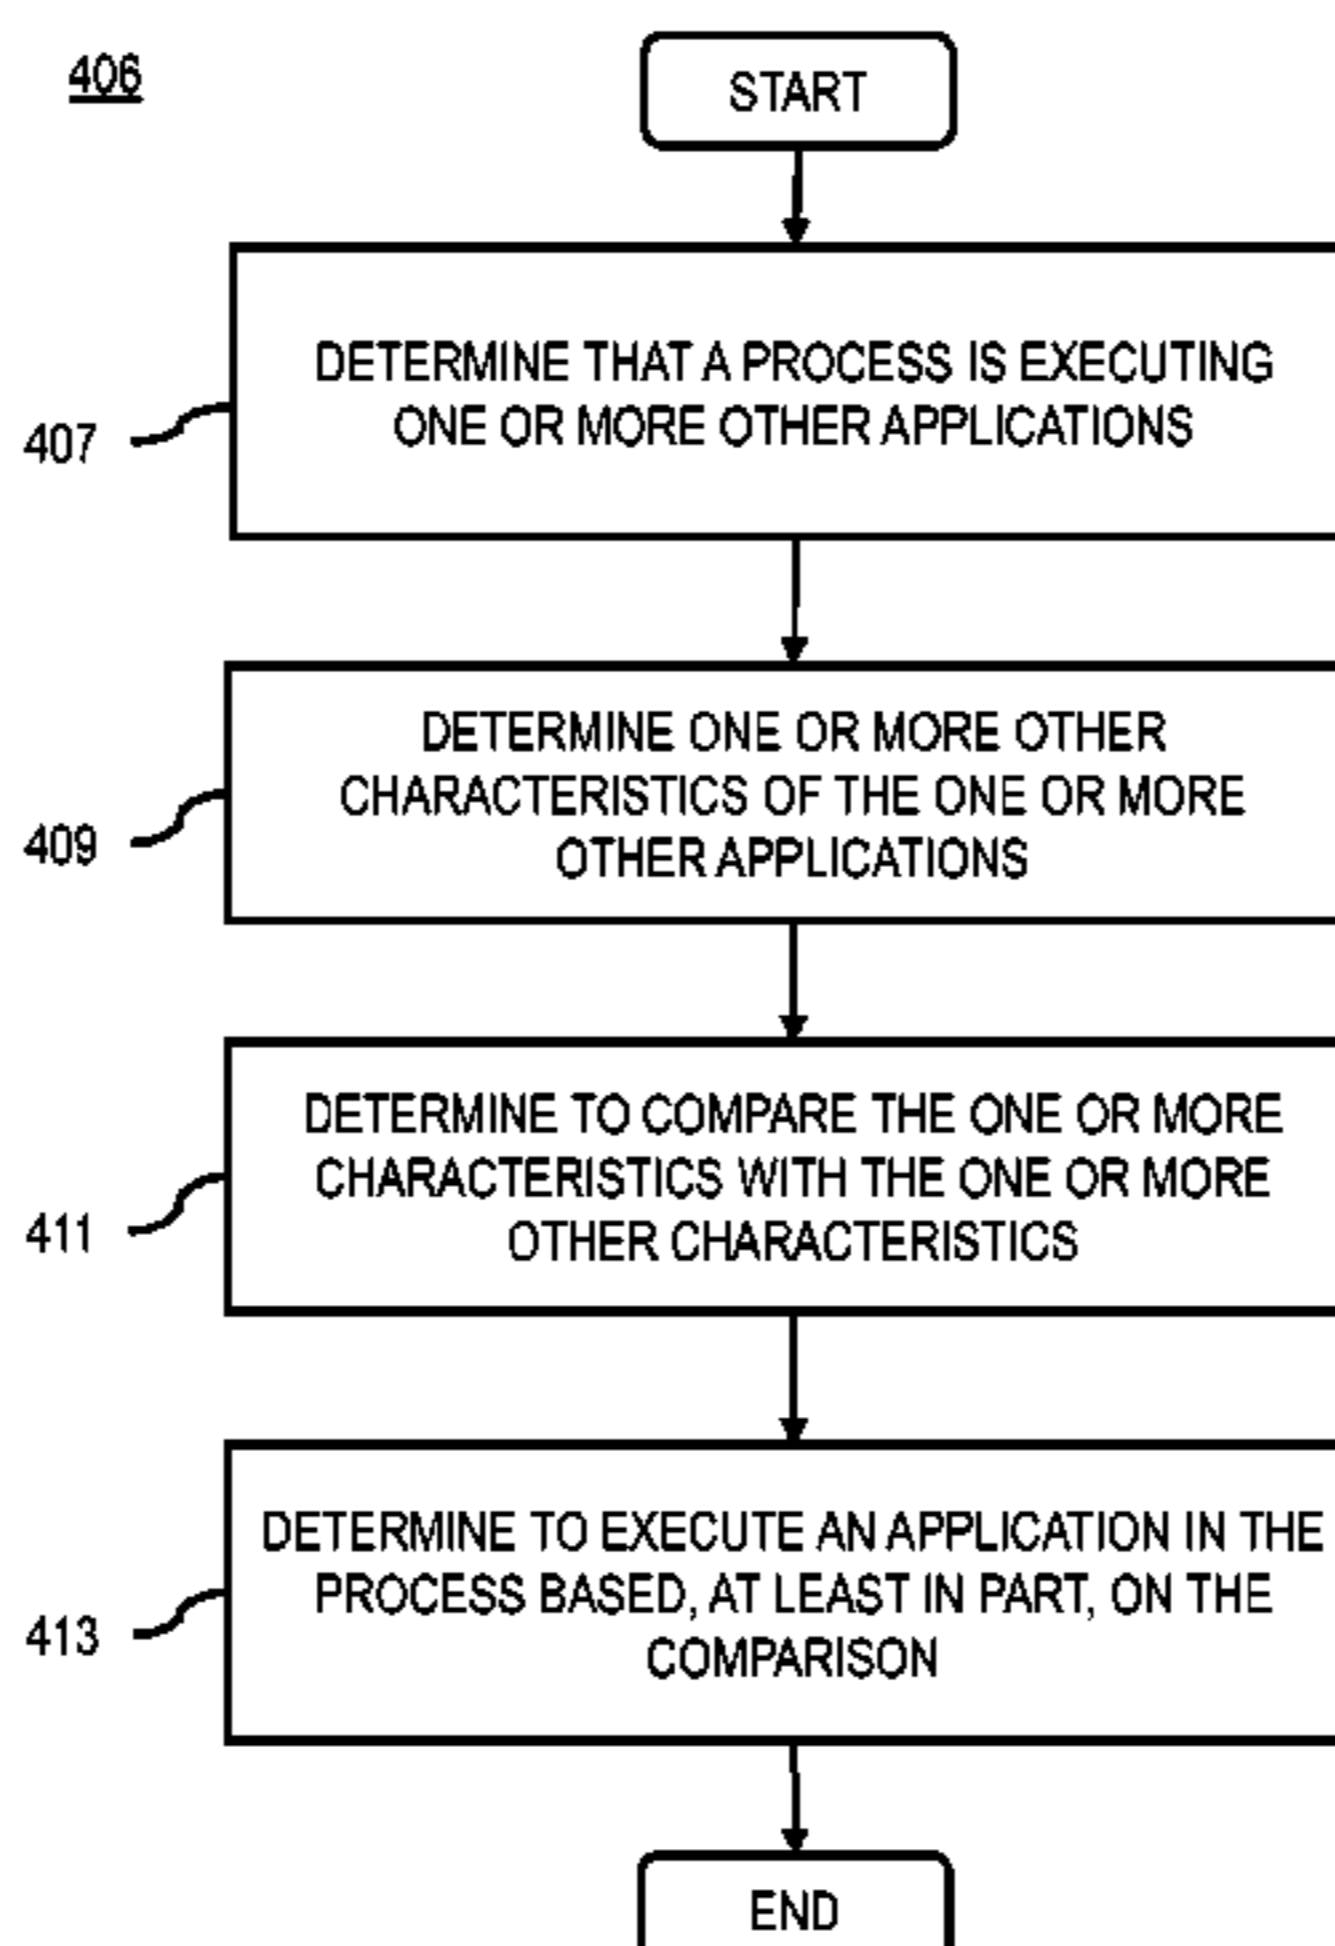 406
START
DETERMINE THAT A PROCESS IS EXECUTING
ONE OR MORE OTHER APPLICATIONS
407
DETERMINE ONE OR MORE OTHER
CHARACTERISTICS OF THE ONE OR MORE
OTHER APPLICATIONS
409
DETERMINE TO COMPARE THE ONE OR MORE
CHARACTERISTICS WITH THE ONE OR MORE
OTHER CHARACTERISTICS
411
DETERMINE TO EXECUTE AN APPLICATION IN THE
PROCESS BASED, AT LEAST IN PART, ON THE
COMPARISON
413
END